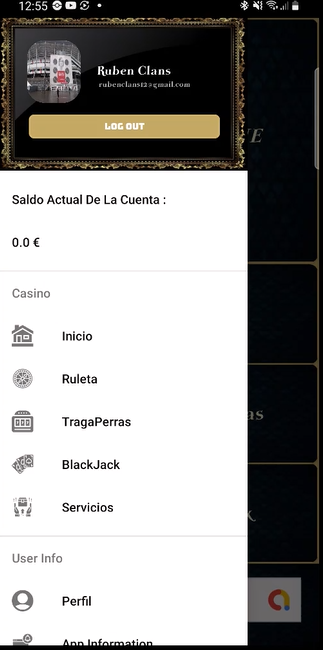 12:55
Ruben Clans
rubenclans12@gmail.com
LOG OUT
Saldo Actual De La Cuenta :
0.0 €
Casino
Inicio
Ruleta
TragaPerras
BlackJack
Servicios
User Info
Perfil
App Information